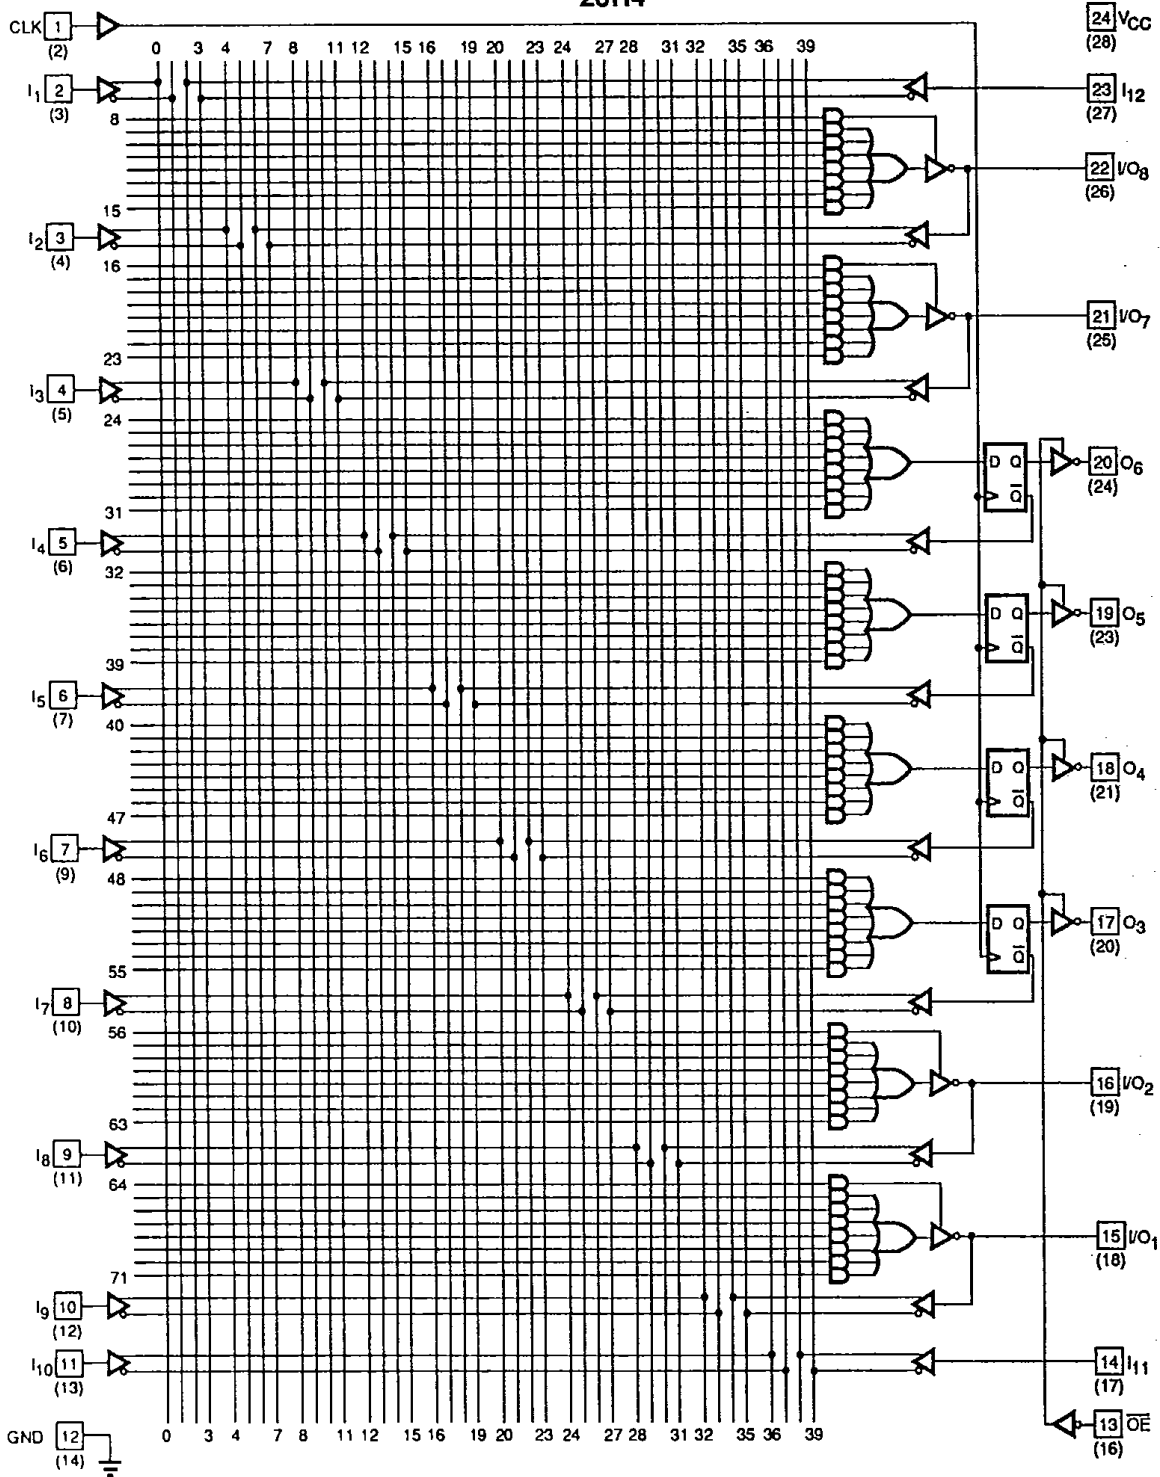 CLK 1 (2)
24 VCC (28)
0 3 4 7 8 11 12 15 16 19 20 23 24 27 28 31 32 35 36 39
I1 2 (3)
23 I12 (27)
8
22 I/O8 (26)
15
I2 3 (4)
16
21 I/O7 (25)
23
I3 4 (5)
24
D Q Q
20 O6 (24)
31
I4 5 (6)
32
D Q Q
19 O5 (23)
39
I5 6 (7)
40
D Q Q
18 O4 (21)
47
I6 7 (9)
48
D Q Q
17 O3 (20)
55
I7 8 (10)
56
16 I/O2 (19)
63
I8 9 (11)
64
15 I/O1 (18)
71
I9 10 (12)
I10 11 (13)
14 I11 (17)
13 OE (16)
GND 12 (14)
0 3 4 7 8 11 12 15 16 19 20 23 24 27 28 31 32 35 36 39